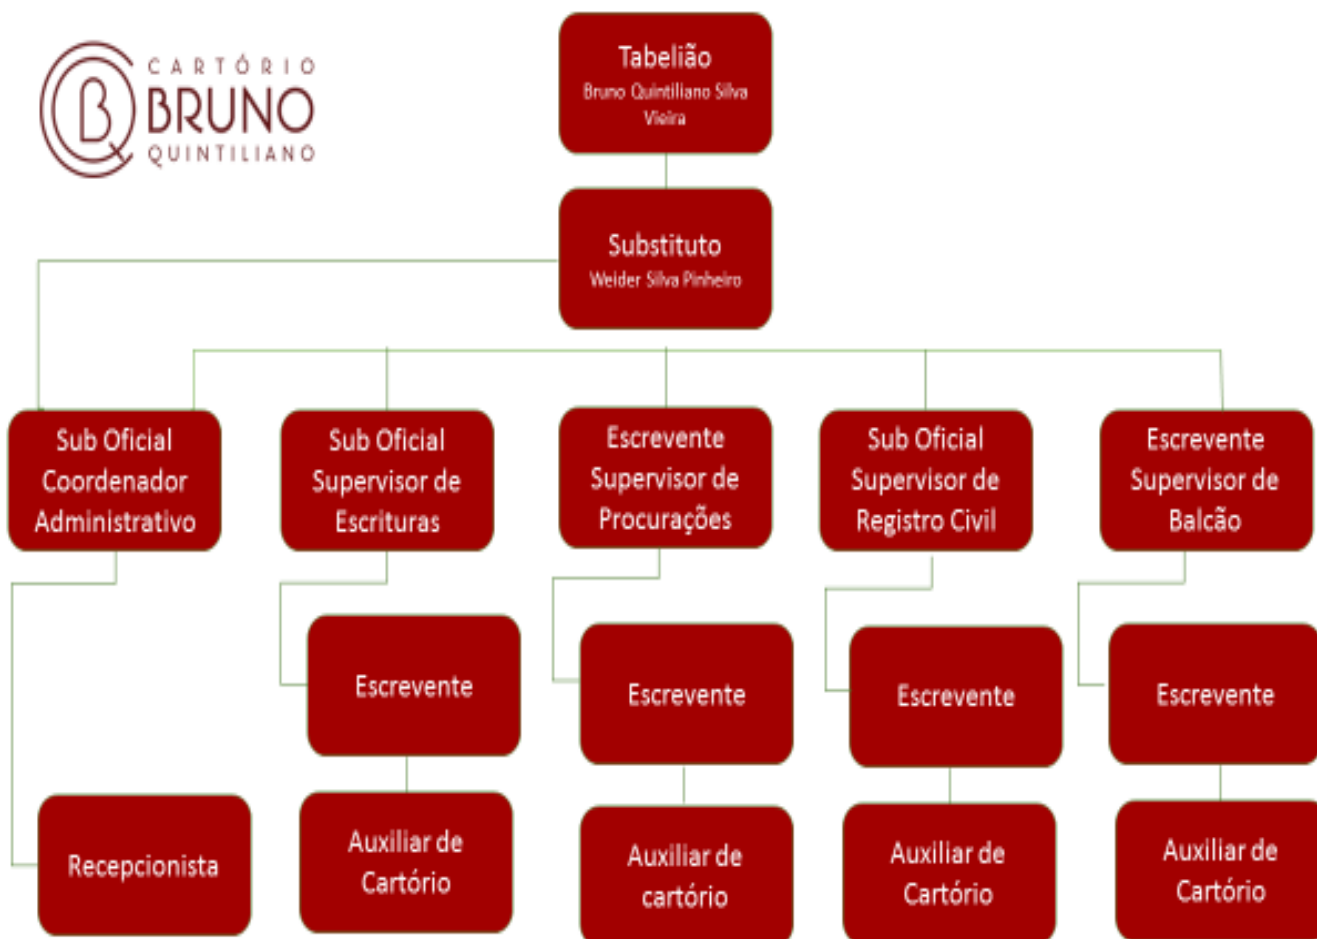 CARTÓRIO
BRUNO
QUINTILIANO
Tabelião
Bruno Quintiliano Silva
Vieira
Substituto
Weider Silva Pinheiro
Sub Oficial
Coordenador
Administrativo
Sub Oficial
Supervisor de
Escrituras
Escrevente
Supervisor de
Procurações
Sub Oficial
Supervisor de
Registro Civil
Escrevente
Supervisor de
Balcão
Escrevente
Escrevente
Escrevente
Escrevente
Recepcionista
Auxiliar de
Cartório
Auxiliar de
cartório
Auxiliar de
Cartório
Auxiliar de
Cartório